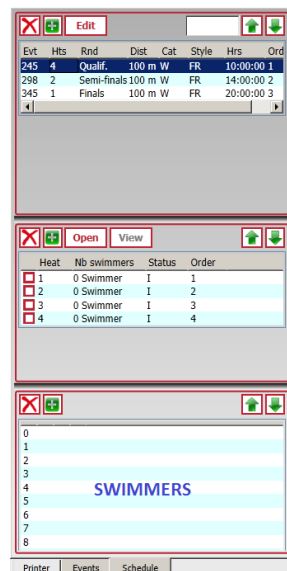 Edit
Evt Hts Rnd Dist Cat Style Hrs Ord
245 4 Qualif. 100 m W FR 10:00:00 1
298 2 Semi-finals 100 m W FR 14:00:00 2
345 1 Finals 100 m W FR 20:00:00 3
Open View
Heat Nb swimmers Status Order
1 0 Swimmer I 1
2 0 Swimmer I 2
3 0 Swimmer I 3
4 0 Swimmer I 4
0
1
2
3
4 SWIMMERS
5
6
7
8
Printer Events Schedule